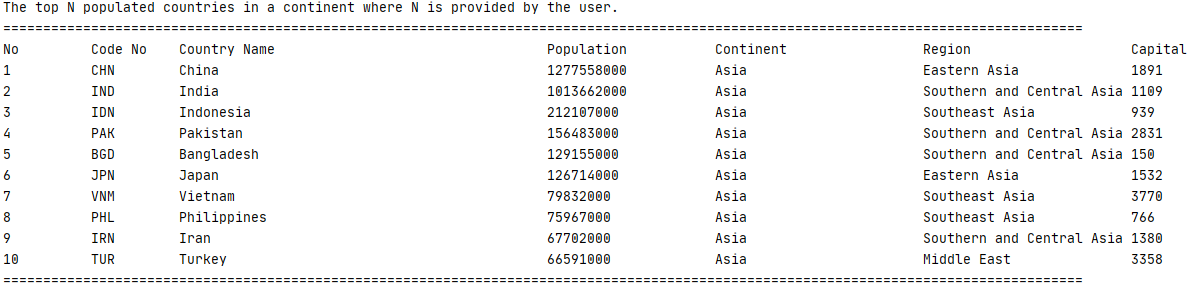 The top N populated countries in a continent where N is provided by the user.
=======================================================================================================================================
No Code No Country Name Population Continent Region Capital
1 CHN China 1277558000 Asia Eastern Asia 1891
2 IND India 1013662000 Asia Southern and Central Asia 1109
3 IDN Indonesia 212107000 Asia Southeast Asia 939
4 PAK Pakistan 156483000 Asia Southern and Central Asia 2831
5 BGD Bangladesh 129155000 Asia Southern and Central Asia 150
6 JPN Japan 126714000 Asia Eastern Asia 1532
7 VNM Vietnam 79832000 Asia Southeast Asia 3770
8 PHL Philippines 75967000 Asia Southeast Asia 766
9 IRN Iran 67702000 Asia Southern and Central Asia 1380
10 TUR Turkey 66591000 Asia Middle East 3358
=======================================================================================================================================